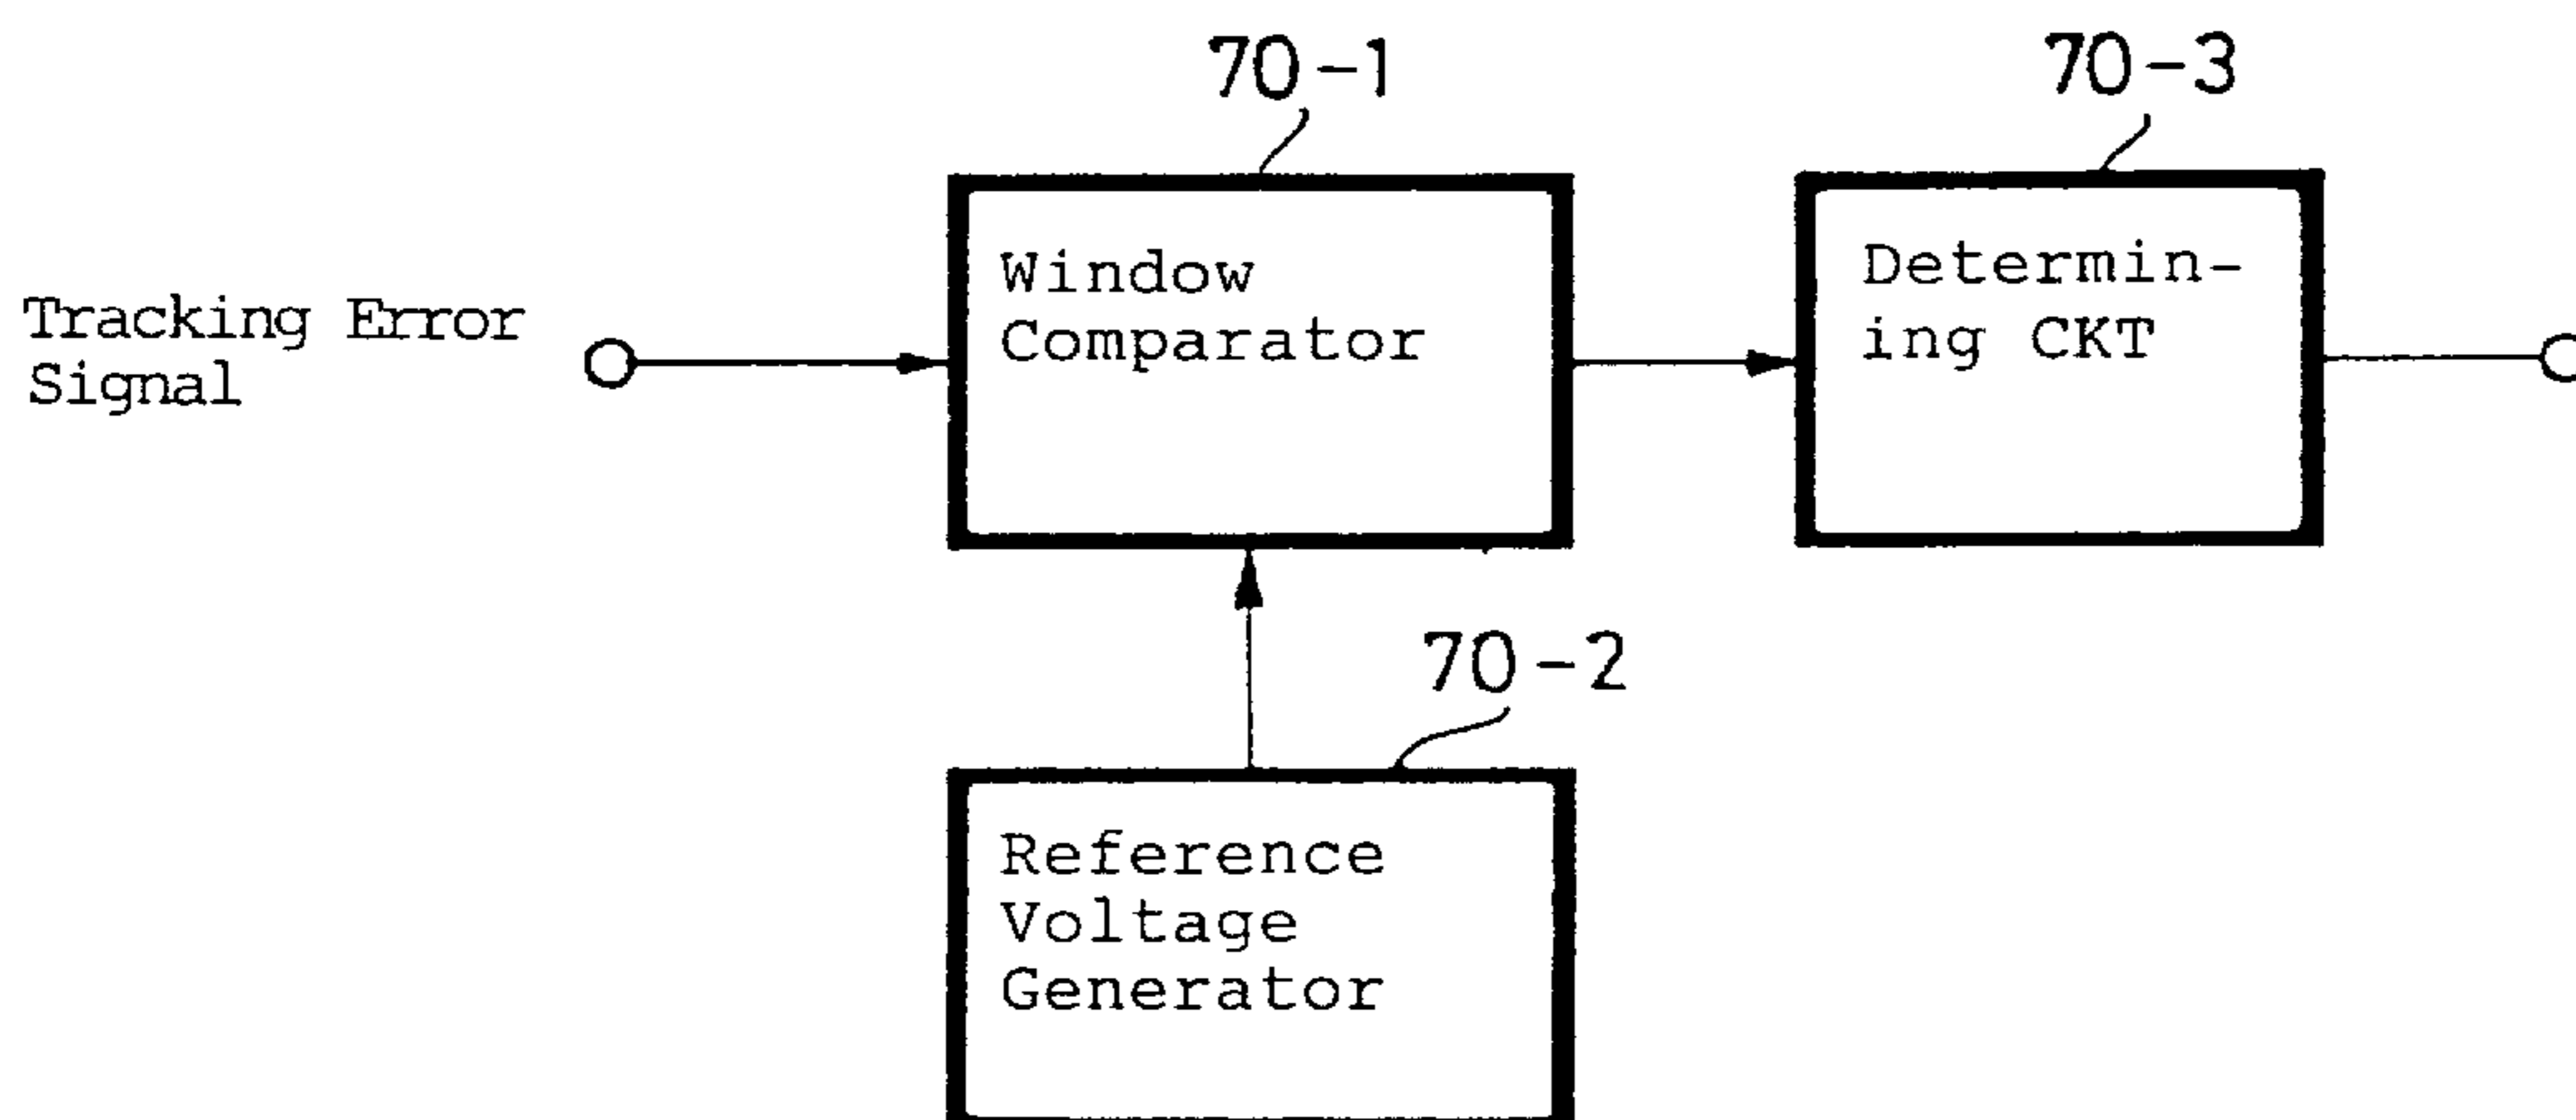 70-1
70-3
Tracking Error
Signal
Window
Comparator
Determin-
ing CKT
70-2
Reference
Voltage
Generator